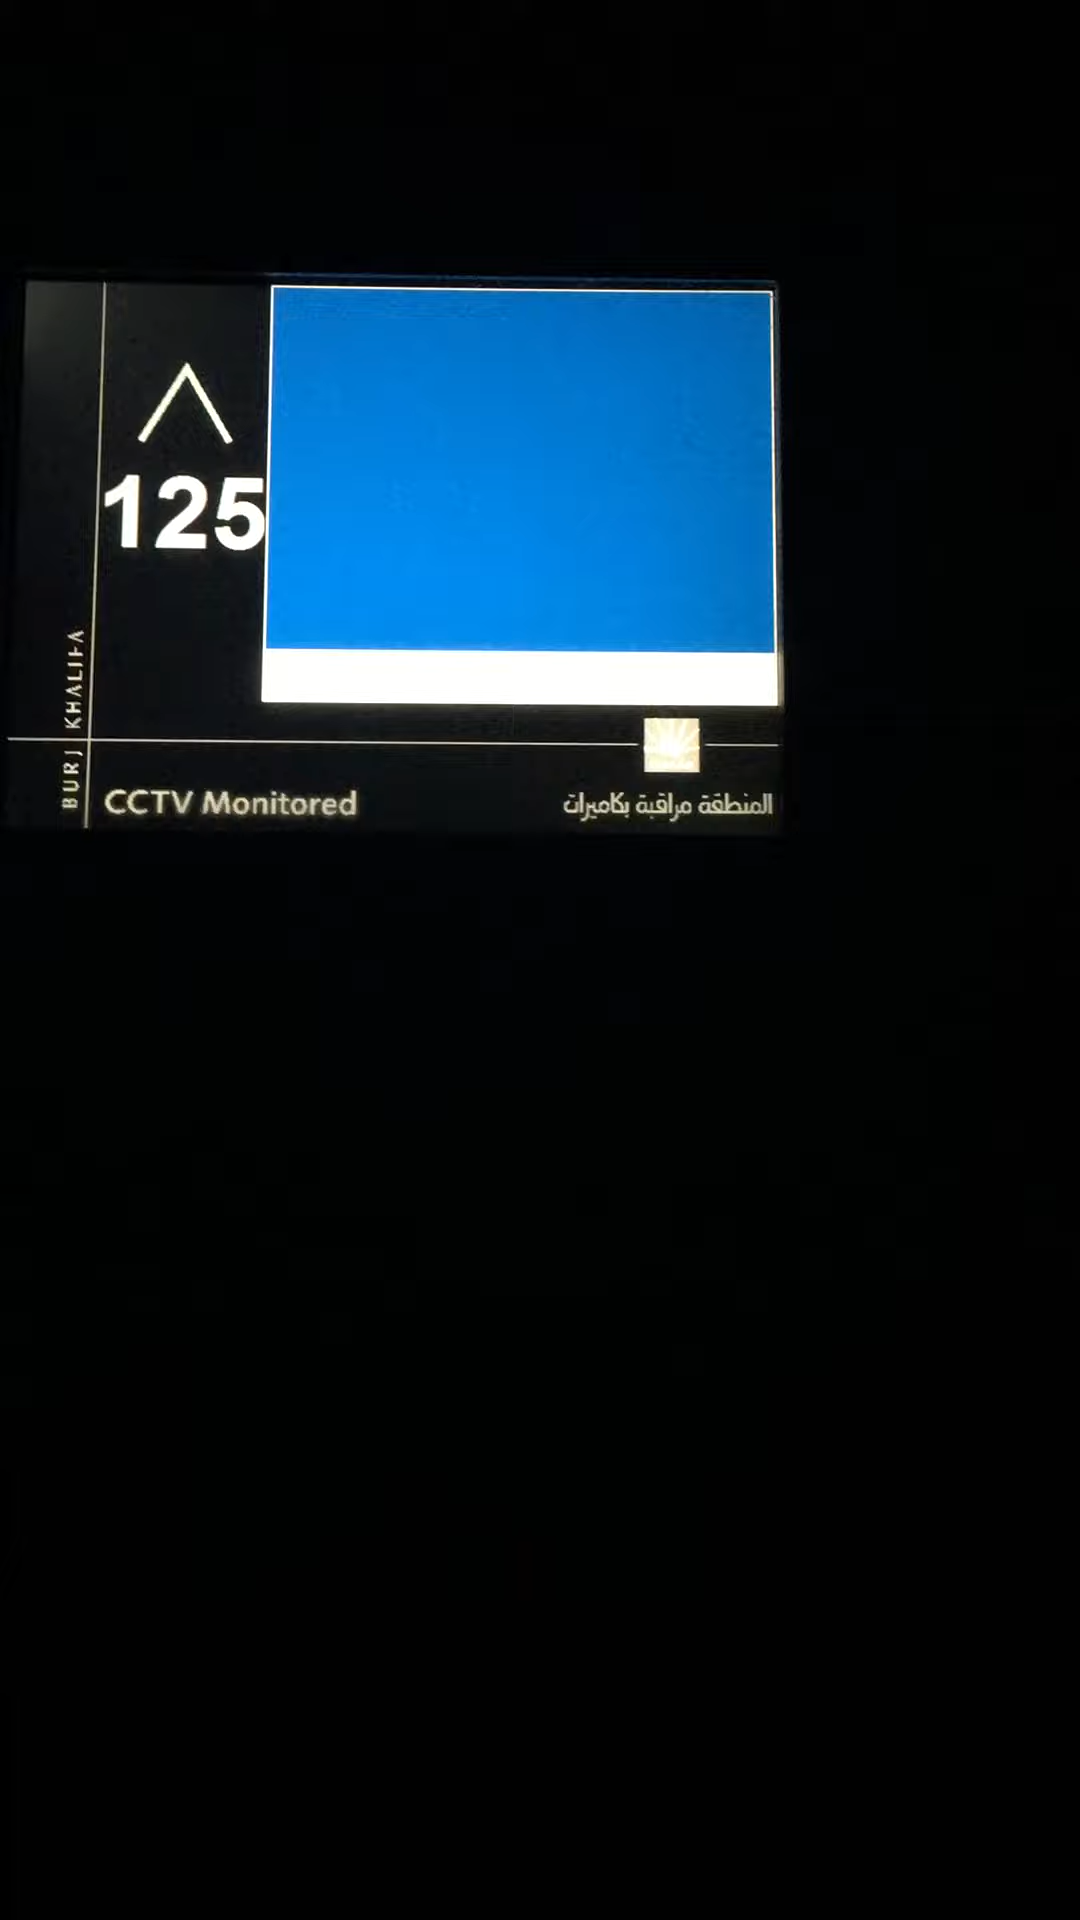 125
BURJ KHALIFA
CCTV Monitored
المنطقة مراقبة بكاميرات